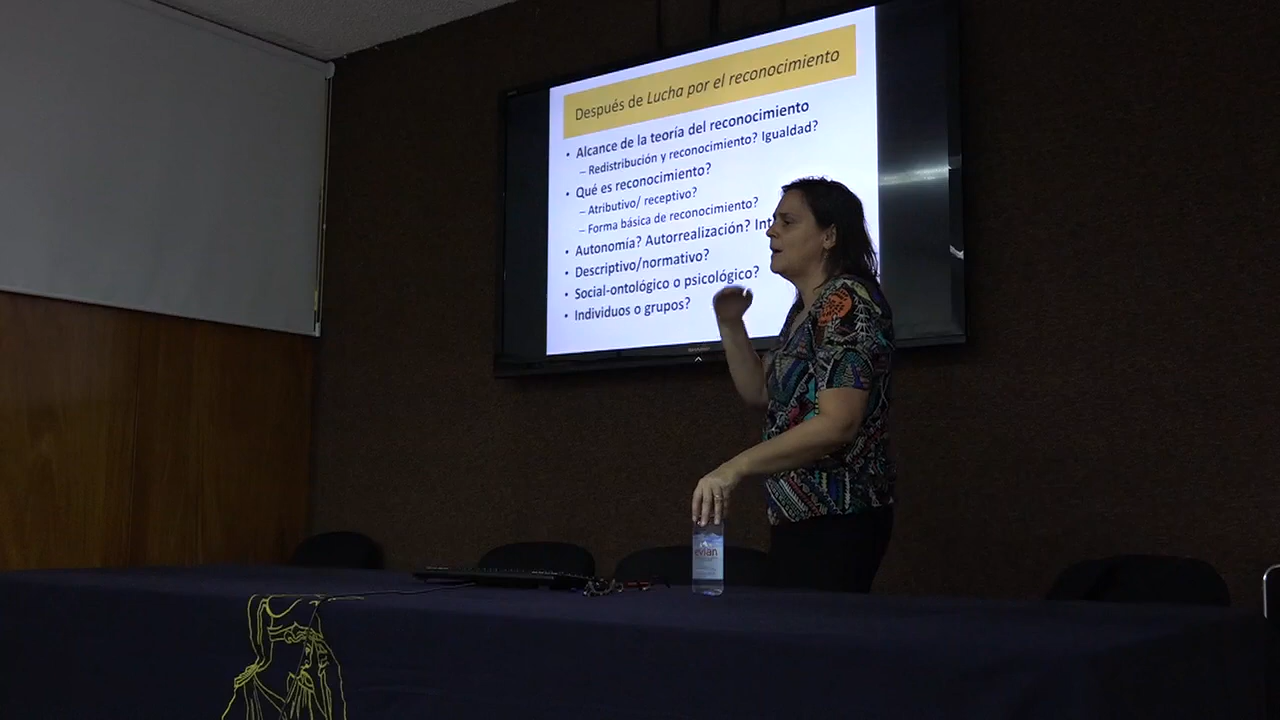 Después de Lucha por el reconocimiento
• Alcance de la teoría del reconocimiento
– Redistribución y reconocimiento? Igualdad?
• Qué es reconocimiento?
– Atributivo/ receptivo?
– Forma básica de reconocimiento?
• Autonomía? Autorrealización? Int
• Descriptivo/normativo?
• Social-ontológico o psicológico?
• Individuos o grupos?
evian